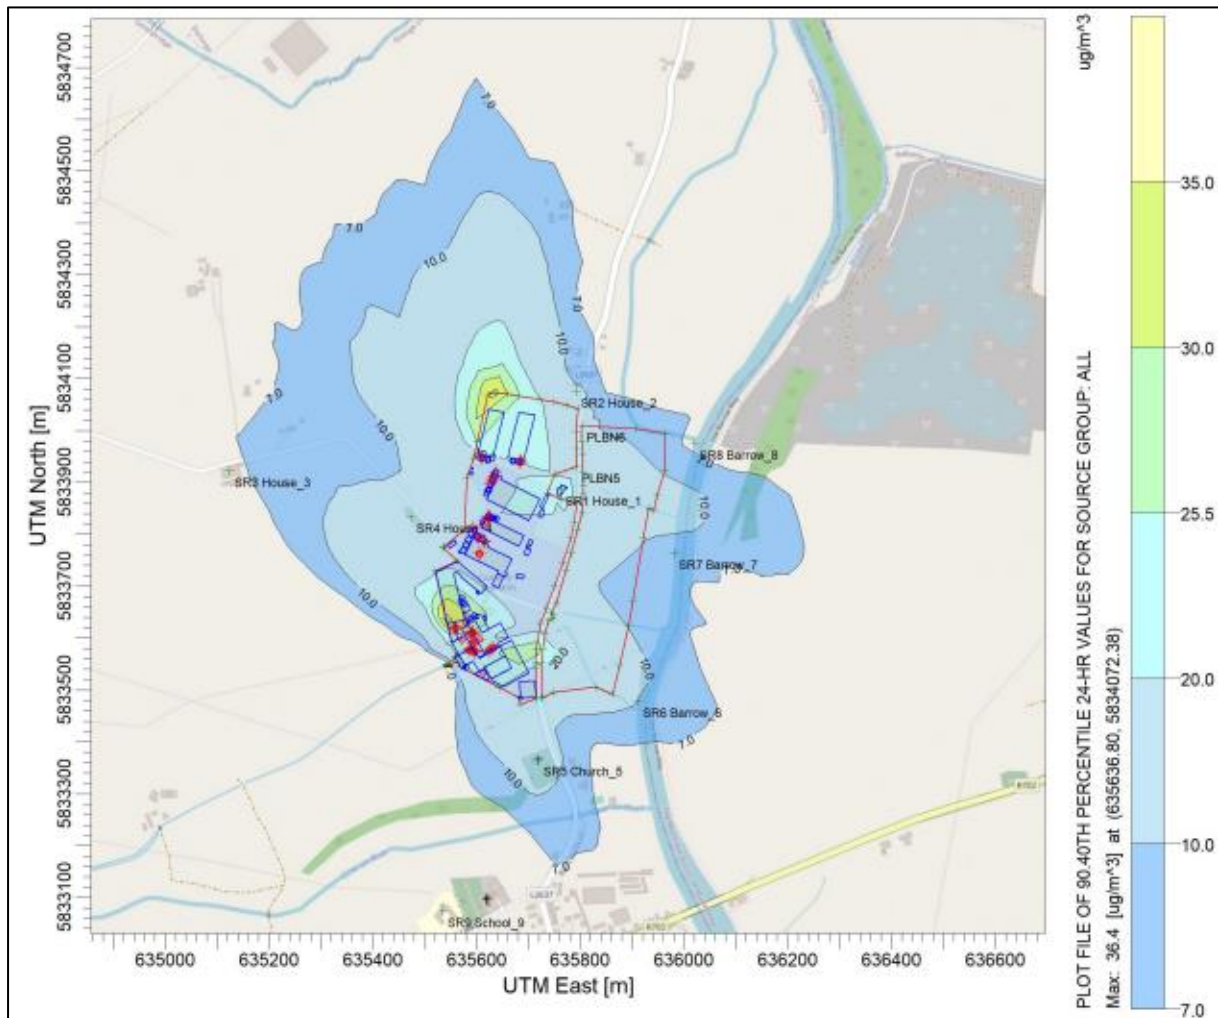 ug/m^3
PLOT FILE OF 90.40TH PERCENTILE 24-HR VALUES FOR SOURCE GROUP: ALL
Max: 36.4 [ug/m^3] at (635636.80, 5834072.38)
35.0
30.0
25.5
20.0
10.0
7.0
UTM North [m]
5834700
5834500
5834300
5834100
5833900
5833700
5833500
5833300
5833100
7.0
7.0
10.0
7.0
10.0
7.0
10.0
SR2 House_2
PLBN6
SR8 Barrow_8
SR3 House_3
PLBN5
SR1 House_1
10.0
SR4 House
SR7 Barrow_7
10.0
20.0
10.0
SR6 Barrow_6
7.0
SR5 Church_5
10.0
7.0
R702
L3037
SR9 School_9
R702
635000
635200
635400
635600
635800
636000
636200
636400
636600
UTM East [m]